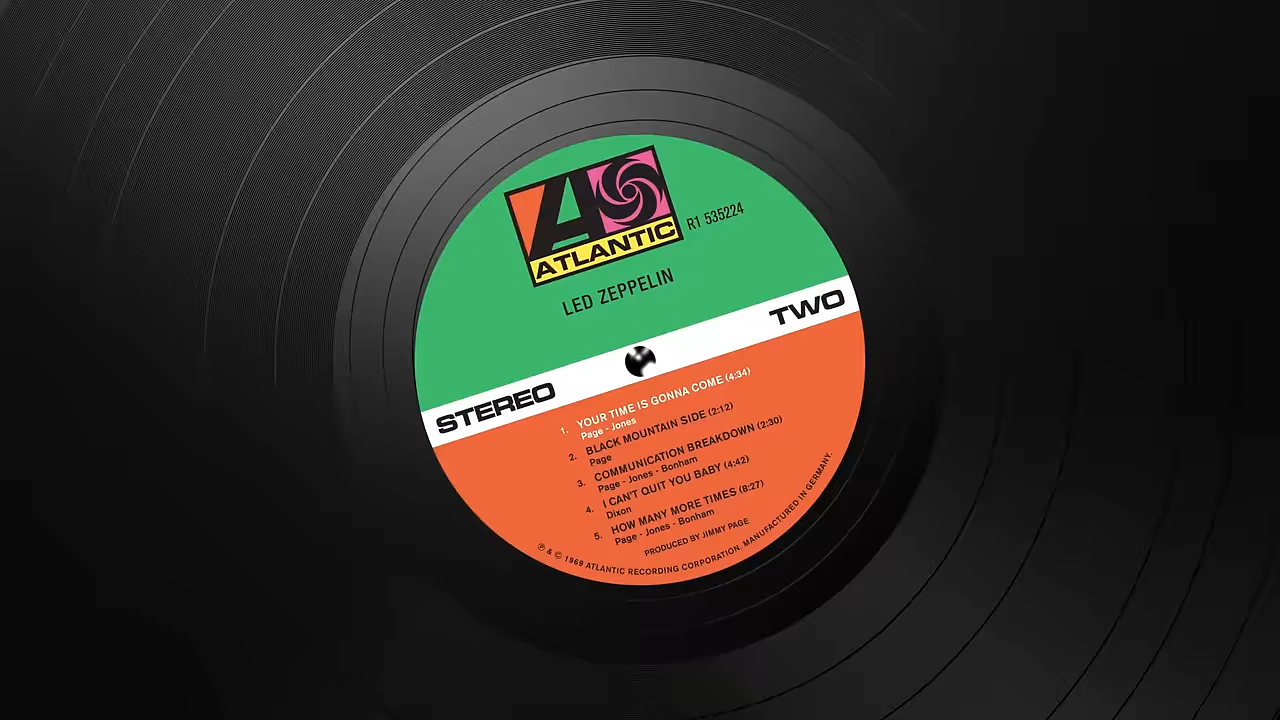 ATLANTIC
R1 535224
LED ZEPPELIN
STEREO
TWO
1. YOUR TIME IS GONNA COME (4:34)
Page - Jones
2. BLACK MOUNTAIN SIDE (2:12)
Page
3. COMMUNICATION BREAKDOWN (2:30)
Page - Jones - Bonham
4. I CAN'T QUIT YOU BABY (4:42)
Dixon
5. HOW MANY MORE TIMES (8:27)
Page - Jones - Bonham
PRODUCED BY JIMMY PAGE
℗ & © 1969 ATLANTIC RECORDING CORPORATION. MANUFACTURED IN GERMANY.